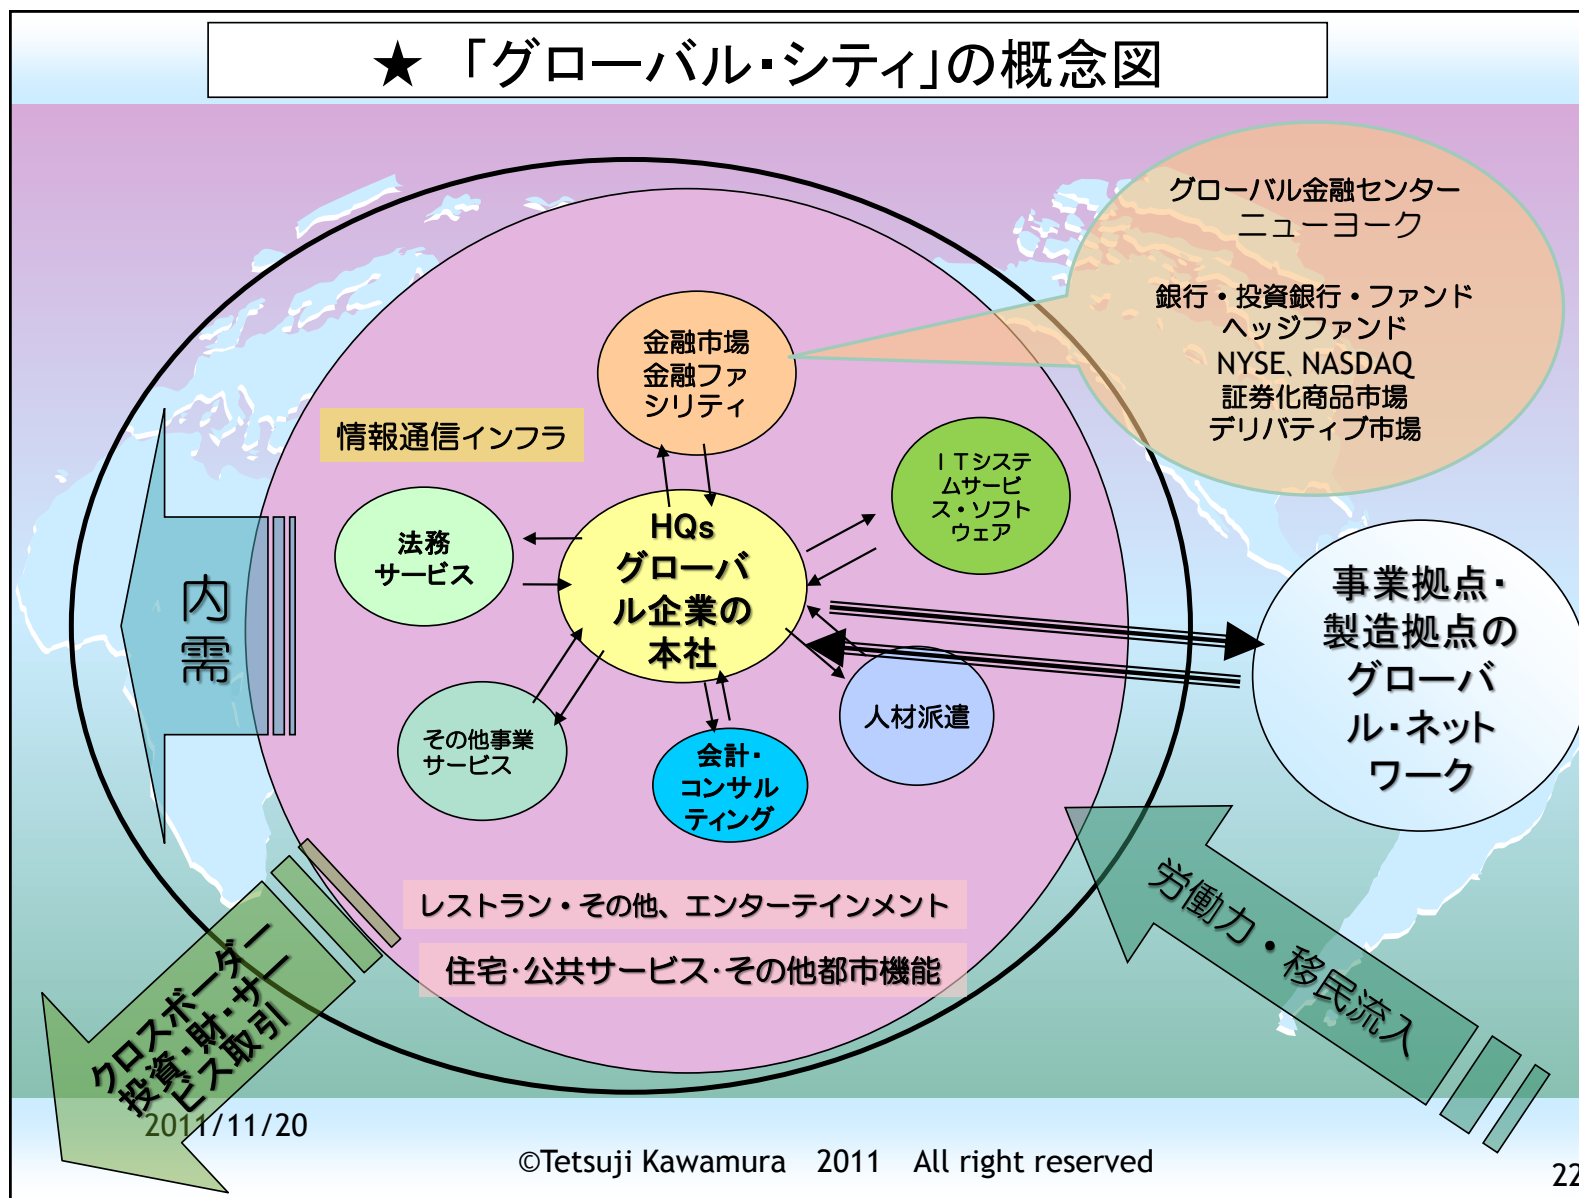 ★ 「グローバル・シティ」の概念図
グローバル金融センター
ニューヨーク
銀行・投資銀行・ファンド
ヘッジファンド
NYSE、NASDAQ
証券化商品市場
デリバティブ市場
金融市場
金融ファ
シリティ
情報通信インフラ
ITシステ
ムサービ
ス・ソフト
ウェア
法務
サービス
HQs
グローバ
ル企業の
本社
内
需
事業拠点・
製造拠点の
グローバ
ル・ネット
ワーク
その他事業
サービス
会計・
コンサル
ティング
人材派遣
レストラン・その他、エンターテインメント
住宅・公共サービス・その他都市機能
労働力・移民流入
クロスボーダー
投資・財・サー
ビス取引
2011/11/20
©Tetsuji Kawamura 2011 All right reserved
22